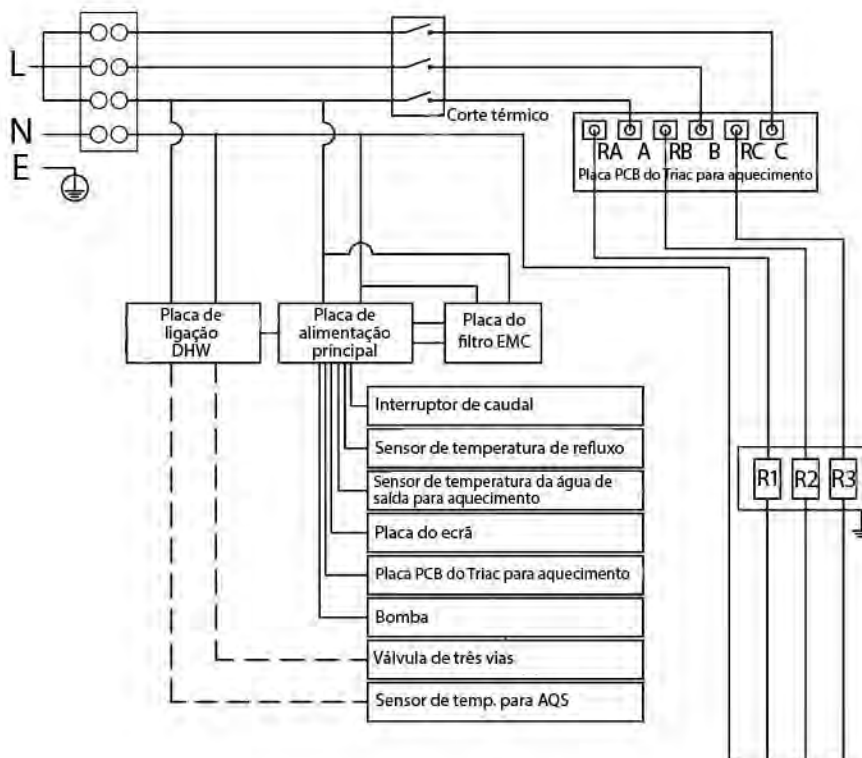 L
N
E
Corte térmico
RA A RB B RC C
Placa PCB do Triac para aquecimento
Placa de
ligação
DHW
Placa de
alimentação
principal
Placa do
filtro EMC
Interruptor de caudal
Sensor de temperatura de refluxo
Sensor de temperatura da água de
saída para aquecimento
Placa do ecrã
Placa PCB do Triac para aquecimento
Bomba
Válvula de três vias
Sensor de temp. para AQS
R1 R2 R3